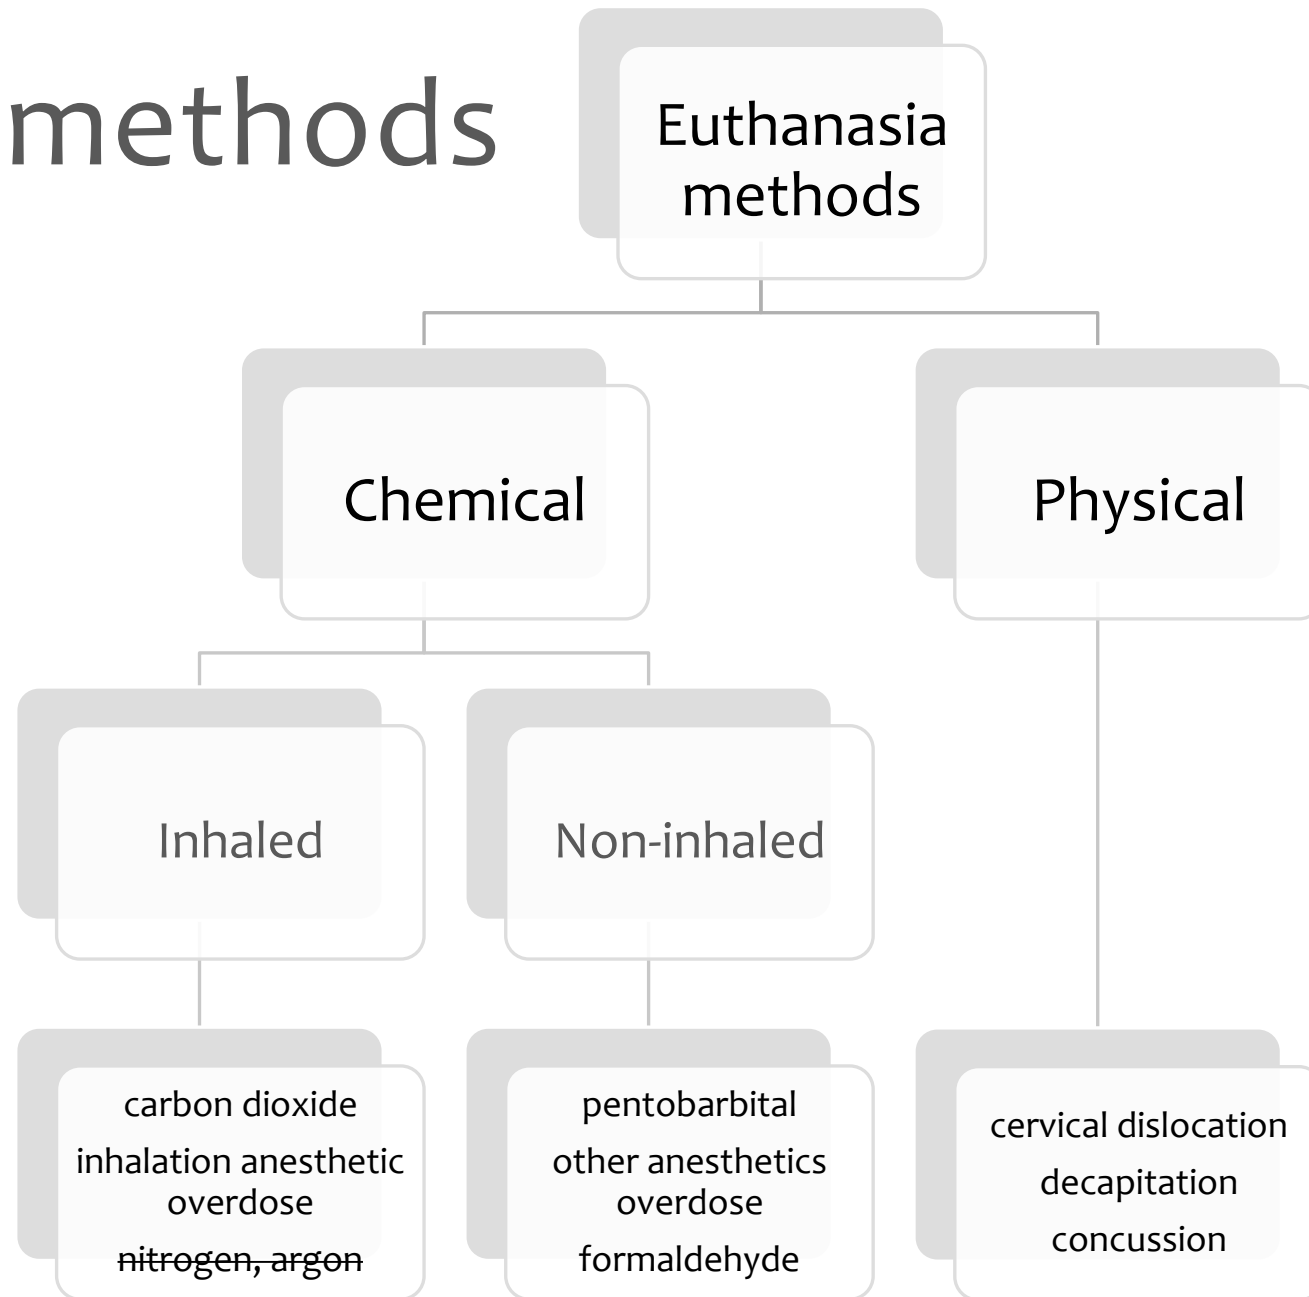 methods
Euthanasia
methods
Chemical
Physical
Inhaled
Non-inhaled
carbon dioxide
inhalation anesthetic
overdose
nitrogen, argon
pentobarbital
other anesthetics
overdose
formaldehyde
cervical dislocation
decapitation
concussion